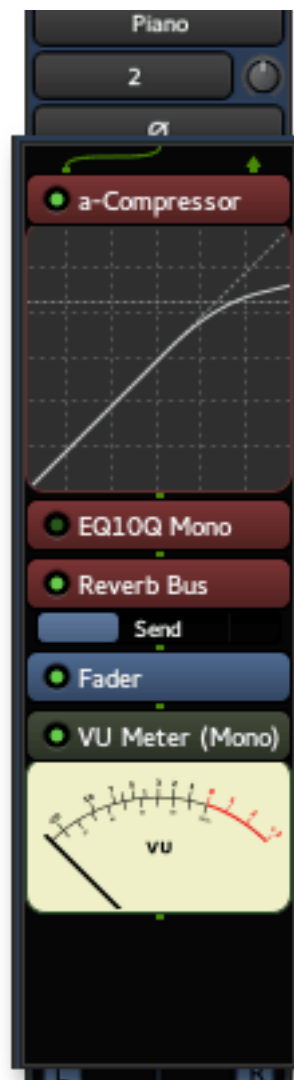 Piano
2
Ø
a-Compressor
EQ10Q Mono
Reverb Bus
Send
Fader
VU Meter (Mono)
VU